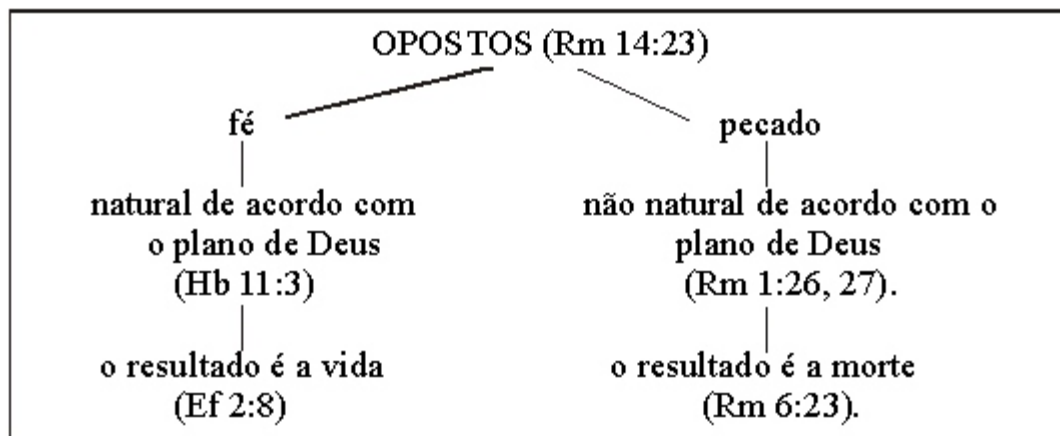 OPOSTOS (Rm 14:23)
fé
pecado
natural de acordo com
o plano de Deus
(Hb 11:3)
não natural de acordo com o
plano de Deus
(Rm 1:26, 27).
o resultado é a vida
(Ef 2:8)
o resultado é a morte
(Rm 6:23).